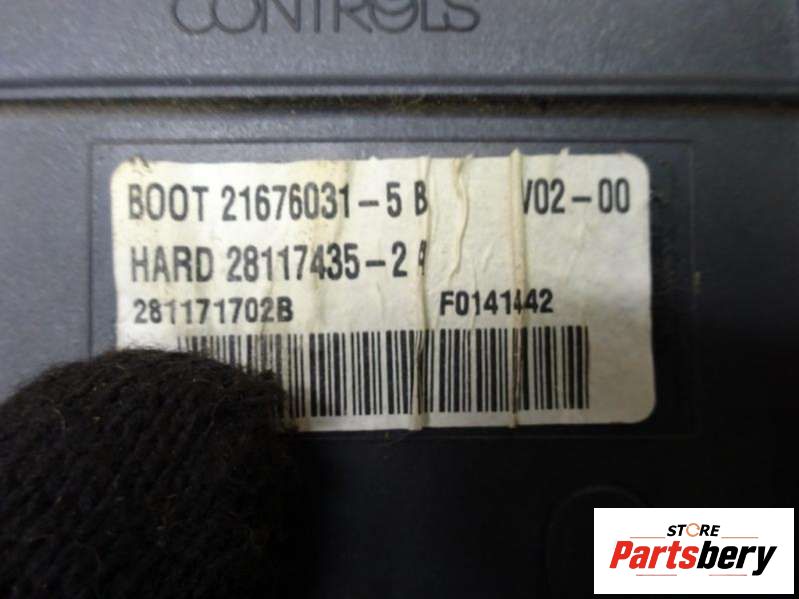 CONTROLS
BOOT 21676031-5 B V02-00
HARD 28117435-2 A
281171702B F0141442
STORE
Partsbery